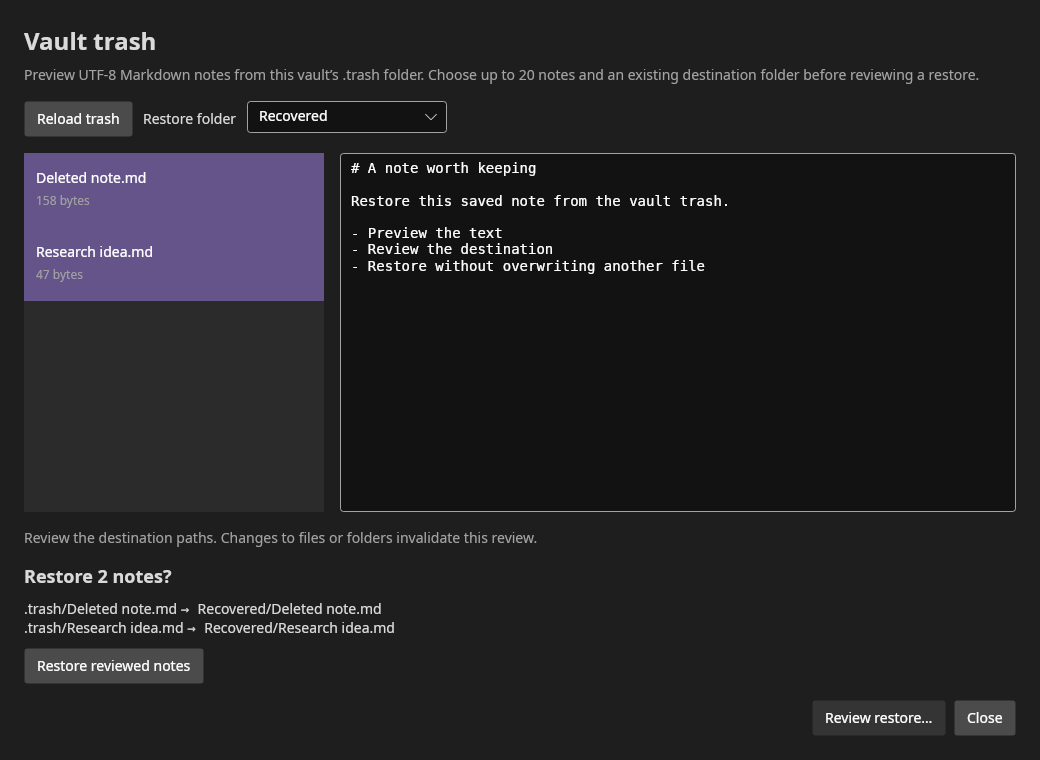 Vault trash
Preview UTF-8 Markdown notes from this vault’s .trash folder. Choose up to 20 notes and an existing destination folder before reviewing a restore.
Reload trash
Restore folder
Recovered
Deleted note.md
158 bytes
Research idea.md
47 bytes
# A note worth keeping
Restore this saved note from the vault trash.
- Preview the text
- Review the destination
- Restore without overwriting another file
Review the destination paths. Changes to files or folders invalidate this review.
Restore 2 notes?
.trash/Deleted note.md → Recovered/Deleted note.md
.trash/Research idea.md → Recovered/Research idea.md
Restore reviewed notes
Review restore...
Close